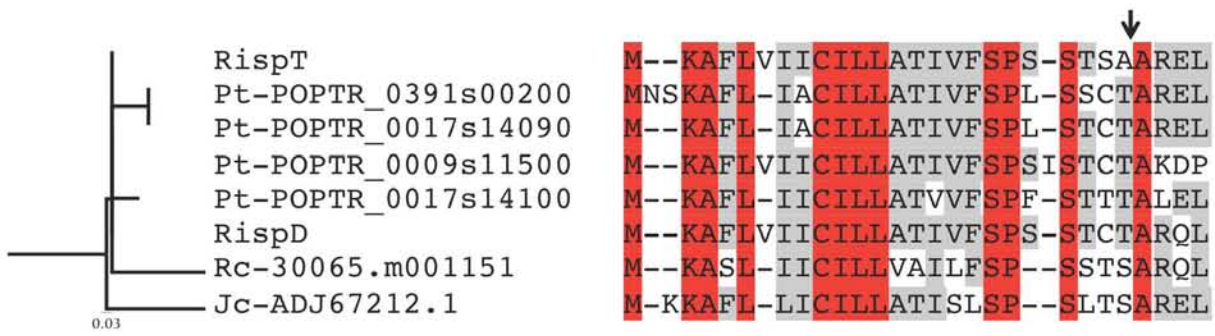 RispT M--KAFLVIICILLATIVFSPS-STSAAREL
Pt-POPTR_0391s00200 MNSKAFL-IACILLATIVFSPL-SSCTAREL
Pt-POPTR_0017s14090 M--KAFL-IACILLATIVFSPL-STCTAREL
Pt-POPTR_0009s11500 M--KAFLVIICILLATIVFSPSISTCTAKDP
Pt-POPTR_0017s14100 M--KAFL-IICILLATVVFSPF-STTTALEL
RispD M--KAFLVIICILLATIVFSPS-STCTARQL
Rc-30065.m001151 M--KASL-IICILLVAILFSP--SSTSARQL
Jc-ADJ67212.1 M-KKAFL-LICILLATISLSP--SLTSAREL
0.03